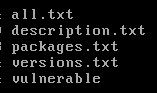 all.txt
description.txt
packages.txt
versions.txt
vulnerable